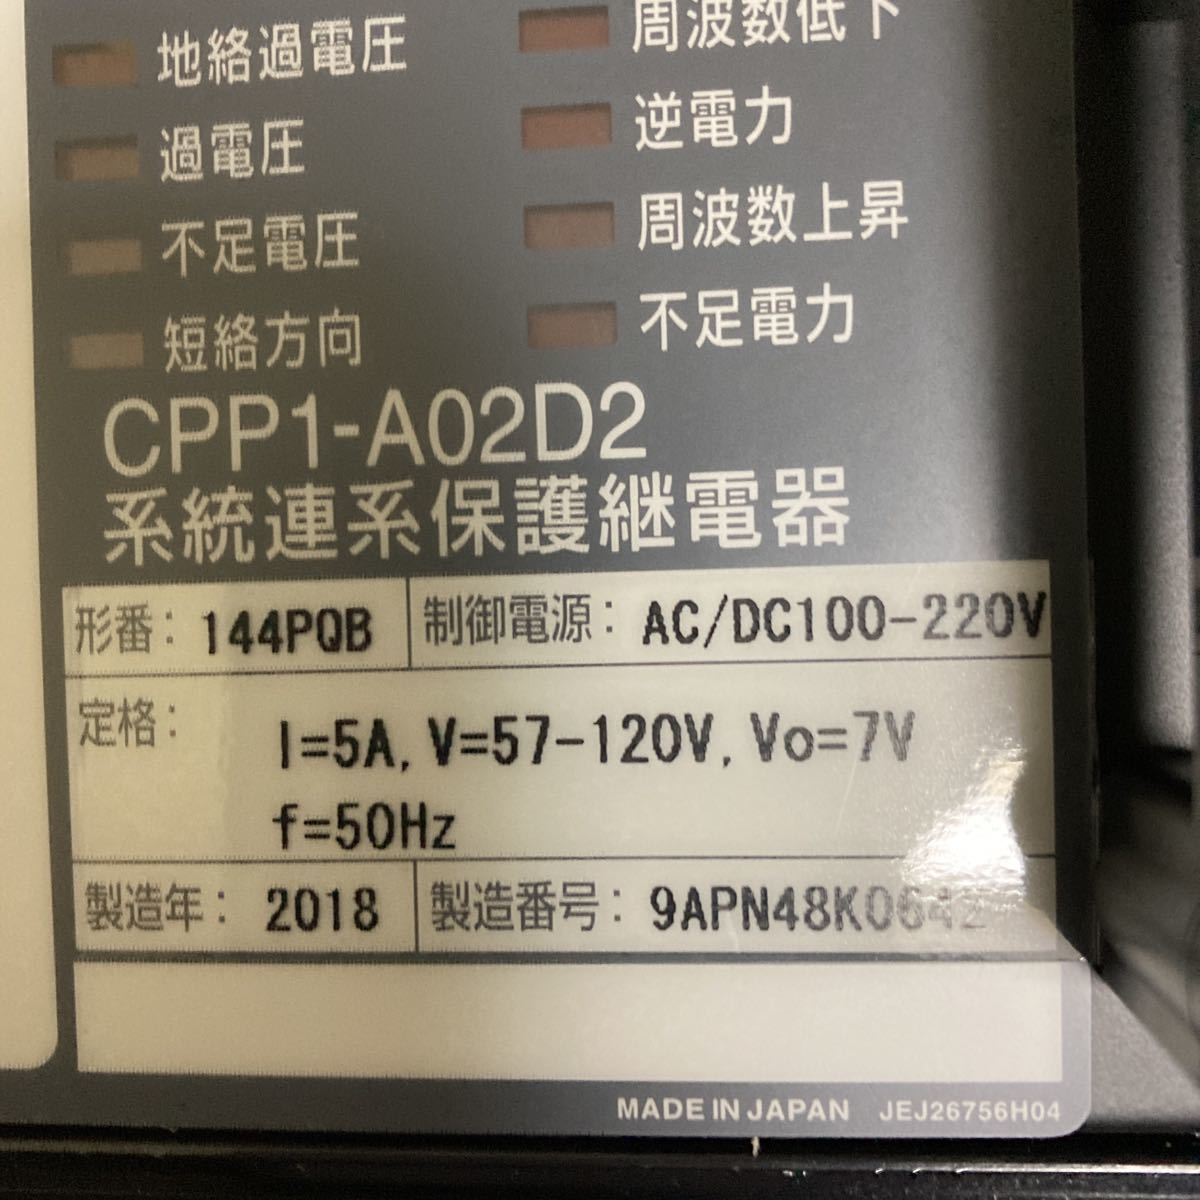 地絡過電圧
過電圧
不足電圧
短絡方向
周波数低下
逆電力
周波数上昇
不足電力
CPP1-A02D2
系統連系保護継電器
形番: 144PQB
制御電源: AC/DC100-220V
定格: I=5A, V=57-120V, Vo=7V
f=50Hz
製造年: 2018
製造番号: 9APN48K0642
MADE IN JAPAN JEJ26756H04